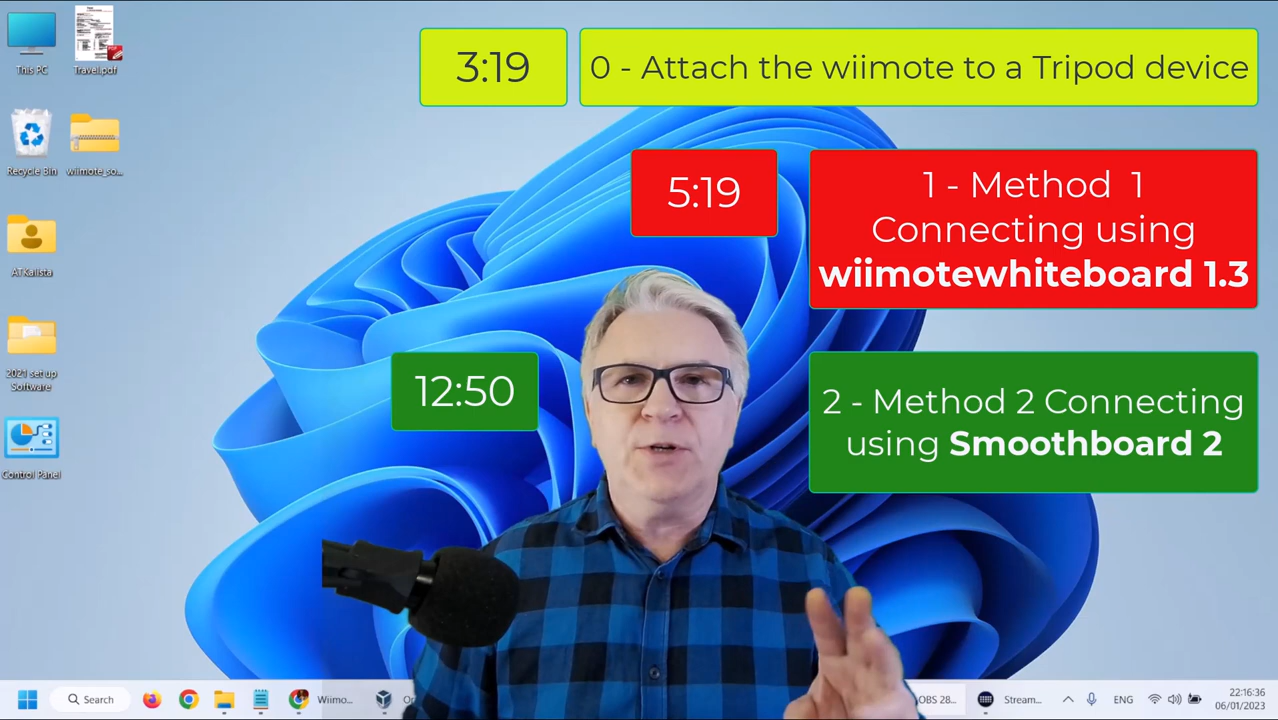 This PC
Travel.pdf
3:19
0 - Attach the wiimote to a Tripod device
Recycle Bin
wiimote_so...
5:19
1 - Method 1
Connecting using
wiimotewhiteboard 1.3
ATKallsta
2021 set up
Software
12:50
2 - Method 2 Connecting
using Smoothboard 2
Control Panel
Search
Wiimo...
OBS 28...
Stream...
ENG
22:16:36
06/01/2023